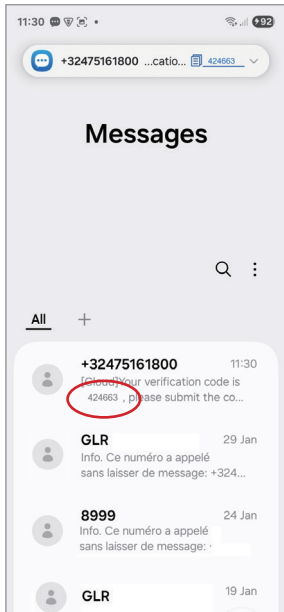 11:30 92
+32475161800 ...catio... 424663
Messages
All +
+32475161800 11:30
[Cloud]Your verification code is
424663 , please submit the co...
GLR 29 Jan
Info. Ce numéro a appelé
sans laisser de message: +324...
8999 24 Jan
Info. Ce numéro a appelé
sans laisser de message:
GLR 19 Jan